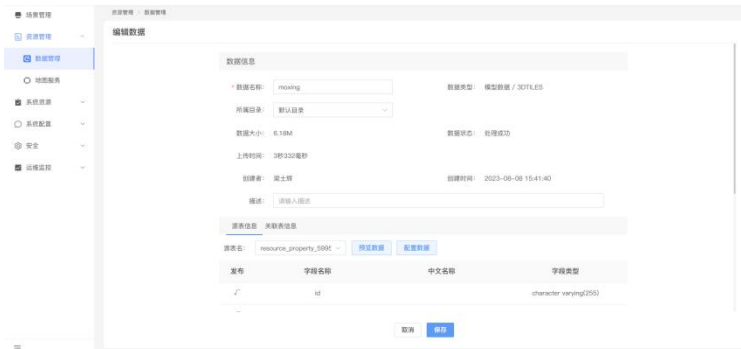 场景管理
资源管理
数据管理
地图服务
系统资源
系统配置
安全
运维监控
资源管理 / 数据管理
编辑数据
数据信息
* 数据名称: moxing
数据类型: 模型数据 / 3DTILES
所属目录: 默认目录
数据大小: 6.18M
数据状态: 处理成功
上传时间: 3秒332毫秒
创建者: 梁士辉
创建时间: 2023-08-08 15:41:40
描述: 请输入描述
源表信息 关联表信息
源表名: resource_property_5995 预览数据 配置数据
发布 字段名称 中文名称 字段类型
id character varying(255)
取消 保存